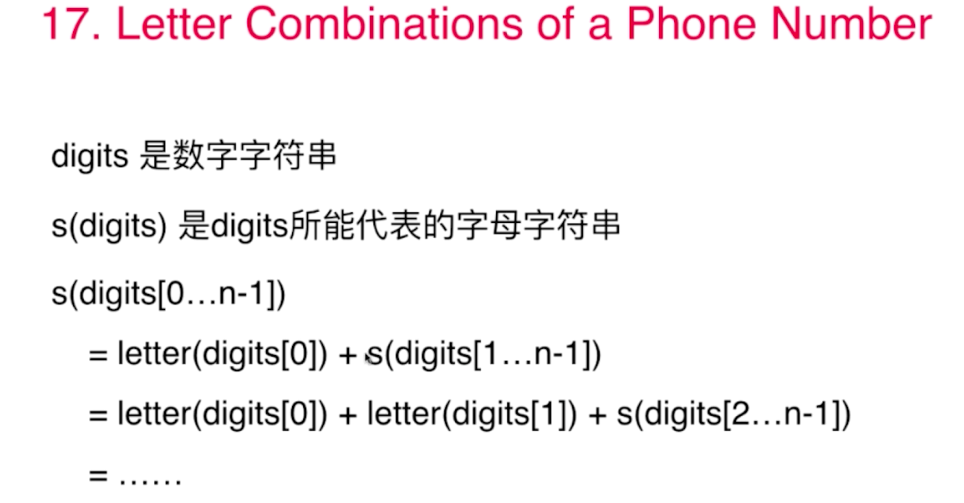 17. Letter Combinations of a Phone Number
digits 是数字字符串
s(digits) 是digits所能代表的字母字符串
s(digits[0...n-1])
= letter(digits[0]) + s(digits[1...n-1])
= letter(digits[0]) + letter(digits[1]) + s(digits[2...n-1])
= ......